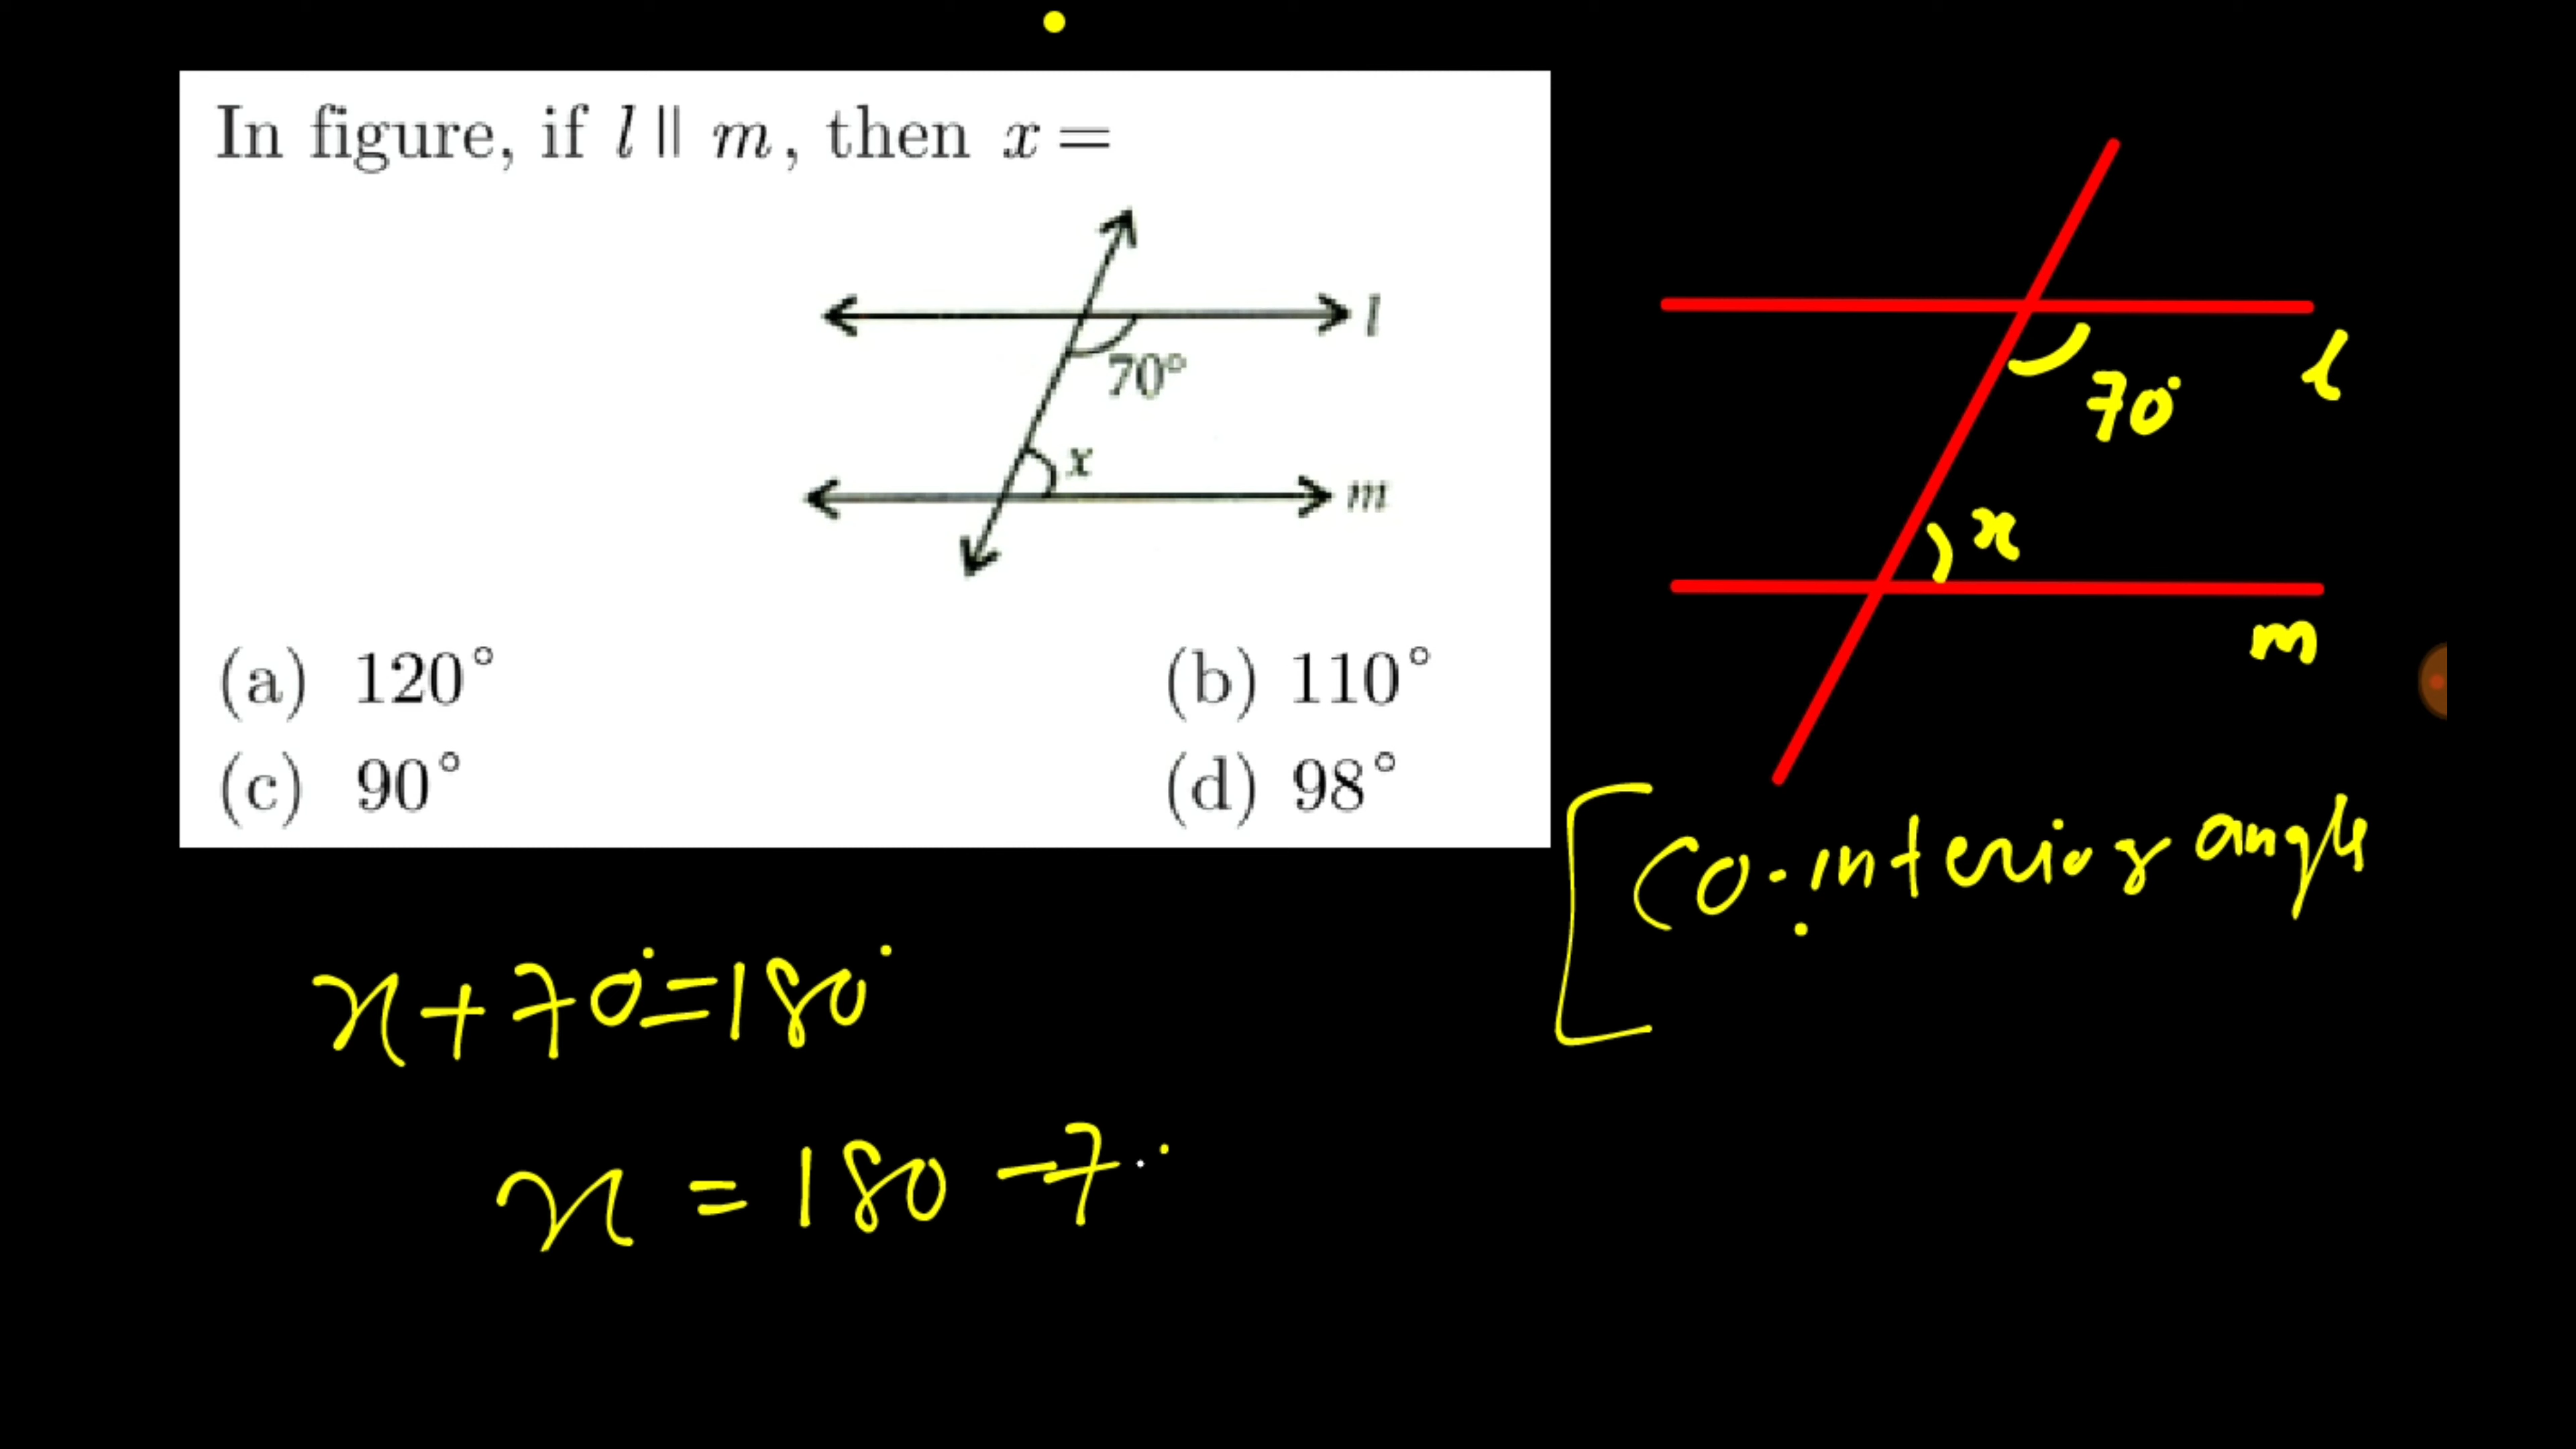 In figure, if l || m, then x =
l
70°
x
m
(a) 120°
(b) 110°
(c) 90°
(d) 98°
l
70°
x
m
[co-interior angle
x+70°=180°
x = 180 -7